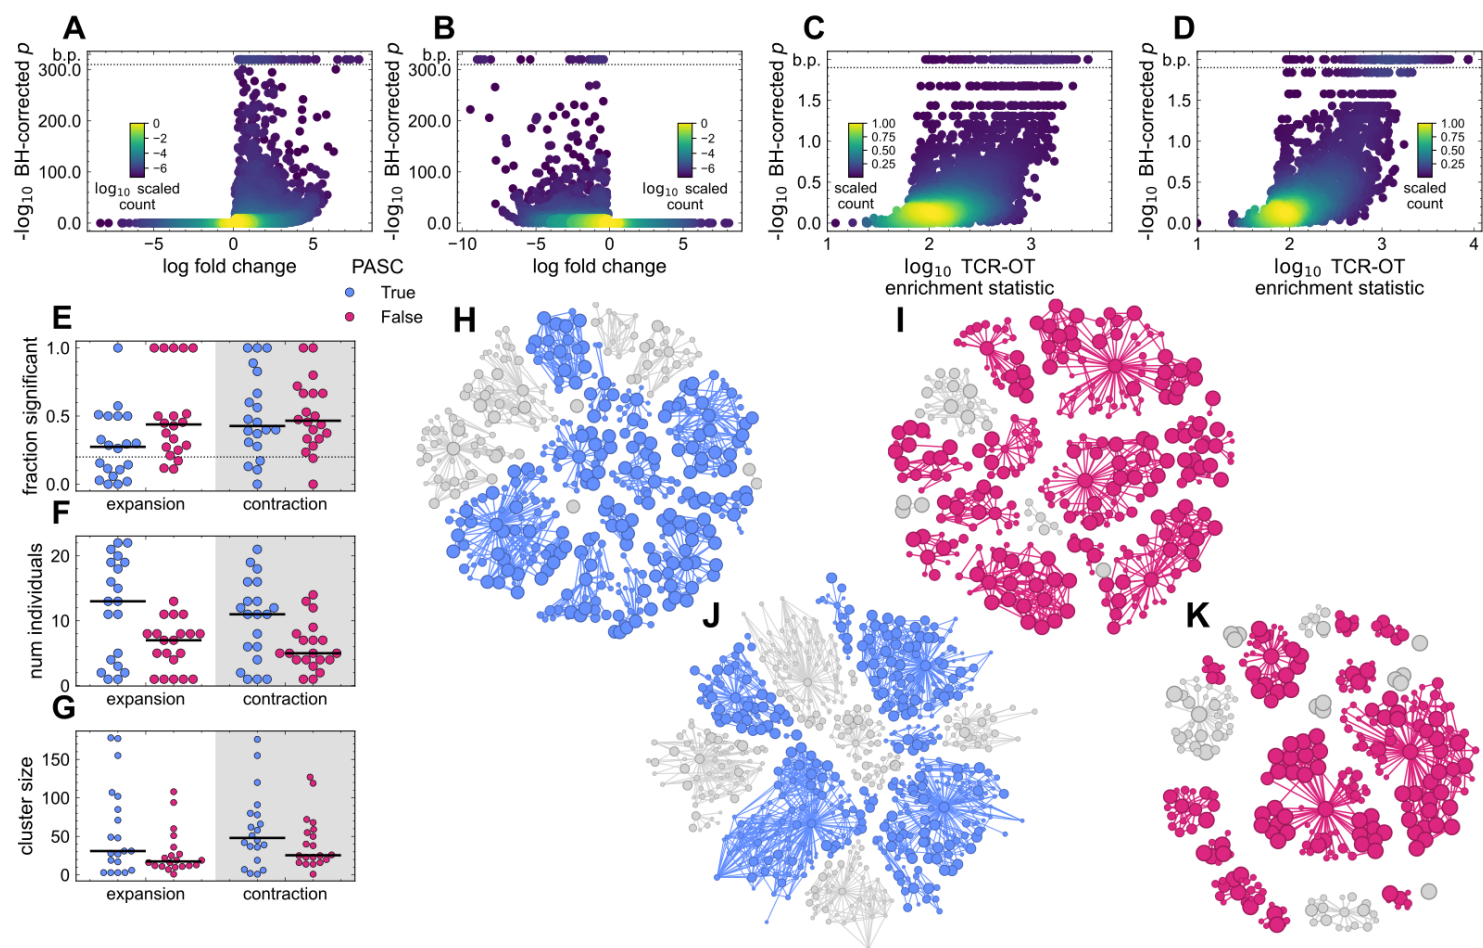 A
-log10 BH-corrected p
b.p.
300.0
200.0
100.0
0.0
0
−2
−4
−6
log10 scaled
count
−5
0
5
log fold change
B
-log10 BH-corrected p
b.p.
300.0
200.0
100.0
0.0
0
−2
−4
−6
log10 scaled
count
−10
−5
0
5
log fold change
C
-log10 BH-corrected p
b.p.
1.5
1.0
0.5
0.0
1.00
0.75
0.50
0.25
scaled
count
1
2
3
log10 TCR-OT
enrichment statistic
D
-log10 BH-corrected p
b.p.
1.5
1.0
0.5
0.0
1.00
0.75
0.50
0.25
scaled
count
1
2
3
4
log10 TCR-OT
enrichment statistic
PASC
True
False
E
fraction significant
1.0
0.5
0.0
expansion
contraction
F
num individuals
20
10
0
expansion
contraction
G
cluster size
150
100
50
0
expansion
contraction
H
I
J
K